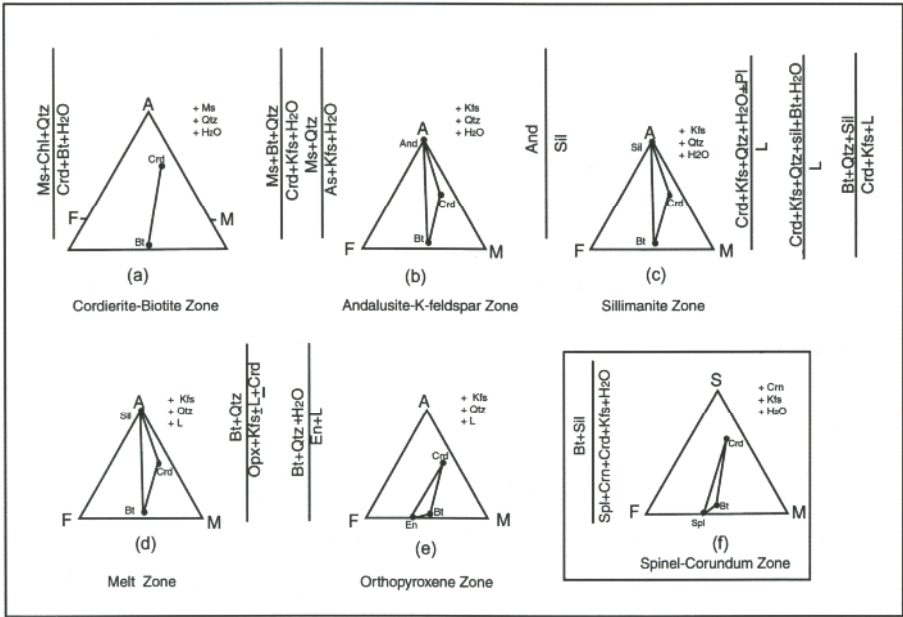 Ms+Chl+Qtz
Crd+Bt+H2O
A
+ Ms
+ Qtz
+ H2O
Crd
F
M
Bt
(a)
Cordierite-Biotite Zone
Ms+Bt+Qtz
Crd+Kfs+H2O
Ms+Qtz
As+Kfs+H2O
A
And
+ Kfs
+ Qtz
+ H2O
Crd
Bt
F
M
(b)
Andalusite-K-feldspar Zone
And
Sil
A
Sil
+ Kfs
+ Qtz
+ H2O
Crd
Bt
F
M
(c)
Sillimanite Zone
Crd+Kfs+Qtz+H2O±Pl
L
Crd+Kfs+Qtz+sil+Bt+H2O
L
Bt+Qtz+Sil
Crd+Kfs+L
A
Sil
+ Kfs
+ Qtz
+ L
Crd
Bt
F
M
(d)
Melt Zone
Bt+Qtz
Opx+Kfs±L±Crd
Bt+Qtz+H2O
En+L
A
+ Kfs
+ Qtz
+ L
Crd
Bt
En
F
M
(e)
Orthopyroxene Zone
Bt+Sil
Spl+Crn+Crd+Kfs+H2O
S
+ Crn
+ Kfs
+ H2O
Crd
Bt
Spl
F
M
(f)
Spinel-Corundum Zone